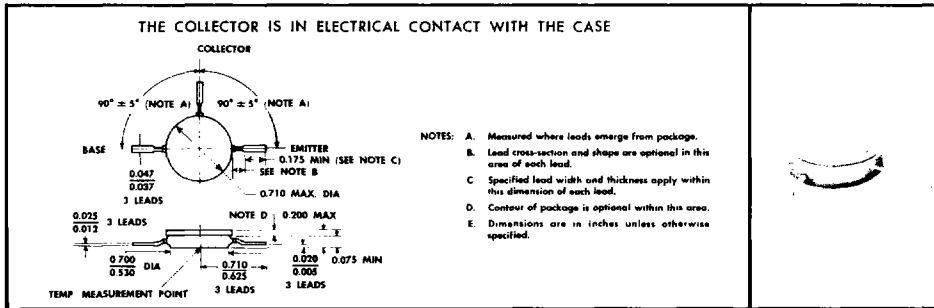 THE COLLECTOR IS IN ELECTRICAL CONTACT WITH THE CASE
COLLECTOR
90° ± 5° (NOTE A)
90° ± 5° (NOTE A)
BASE
EMITTER
0.175 MIN (SEE NOTE C)
SEE NOTE B
0.047
0.037
3 LEADS
0.710 MAX. DIA
0.025
0.012
3 LEADS
NOTE D
0.200 MAX
0.075 MIN
0.700
0.530
DIA
0.710
0.625
3 LEADS
0.020
0.005
3 LEADS
TEMP MEASUREMENT POINT
NOTES: A. Measured where leads emerge from package.
B. Lead cross-section and shape are optional in this
area of each lead.
C Specified lead width and thickness apply within
this dimension of each lead.
D. Contour of package is optional within this area.
E. Dimensions are in inches unless otherwise
specified.